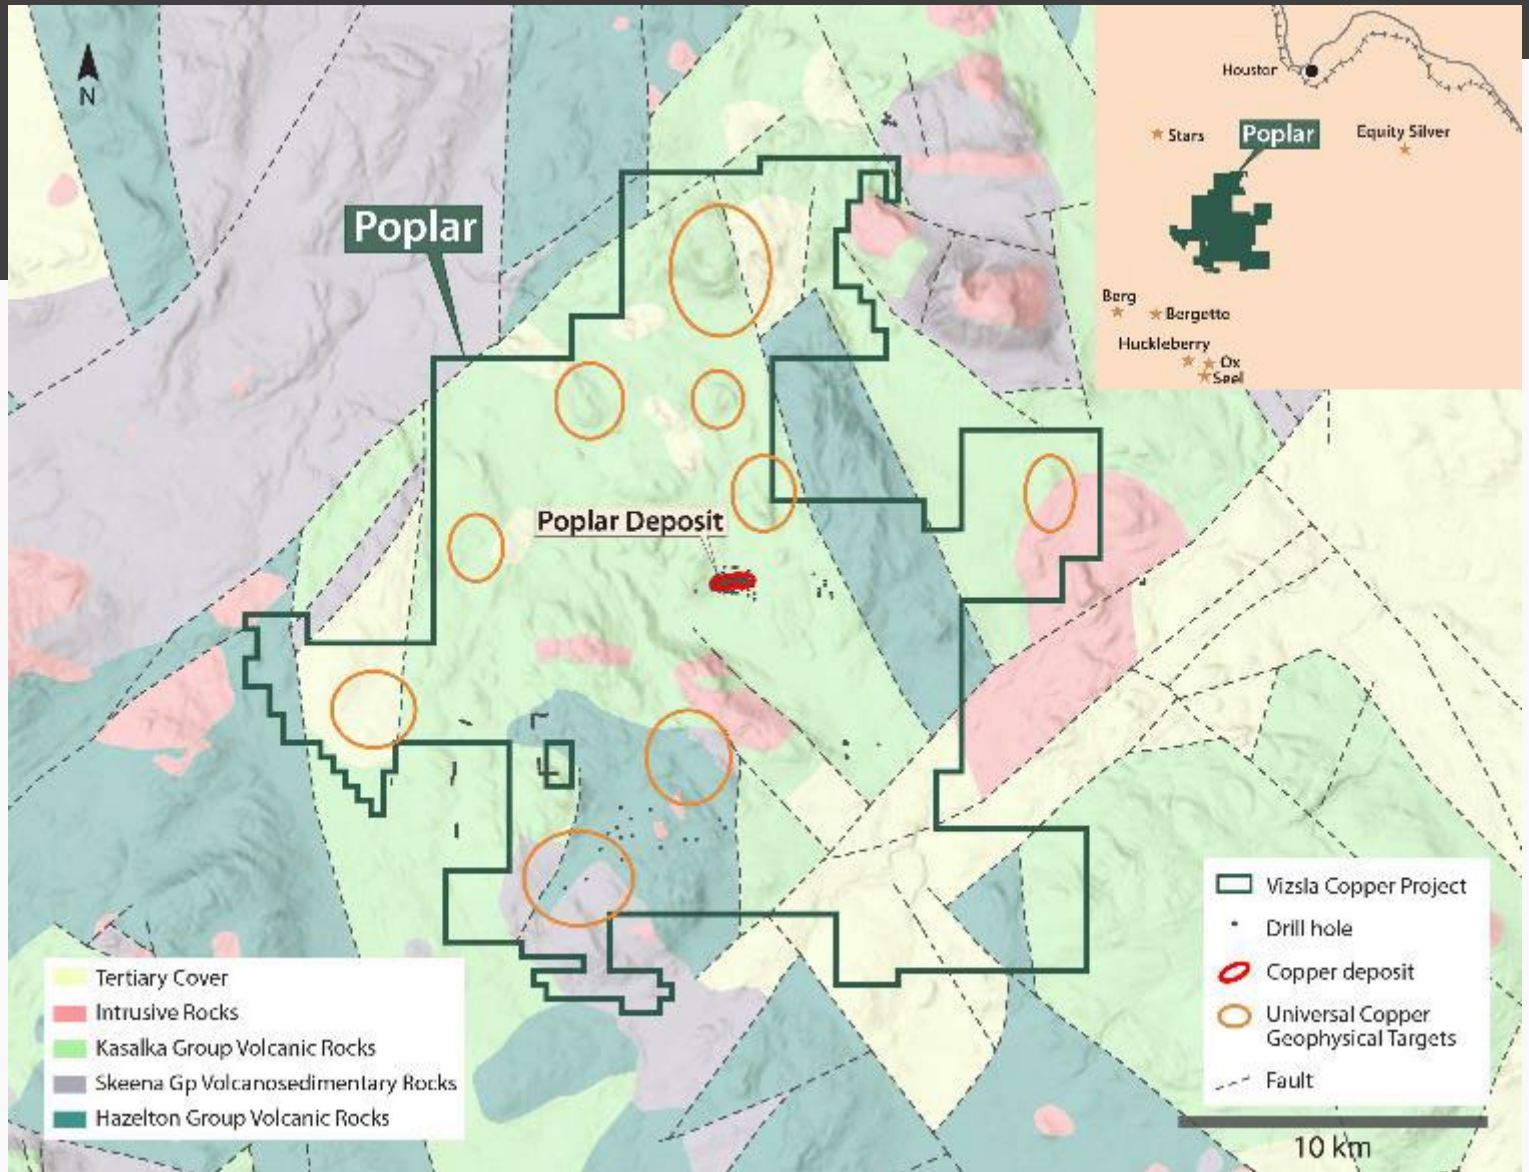 N
Poplar
Poplar Deposit
Houstor
Stars
Poplar
Equity Silver
Berg
Bergette
Huckleberry
Ox
Seel
Tertiary Cover
Intrusive Rocks
Kasalka Group Volcanic Rocks
Skeena Gp Volcanosedimentary Rocks
Hazelton Group Volcanic Rocks
Vizsla Copper Project
Drill hole
Copper deposit
Universal Copper
Geophysical Targets
Fault
10 km